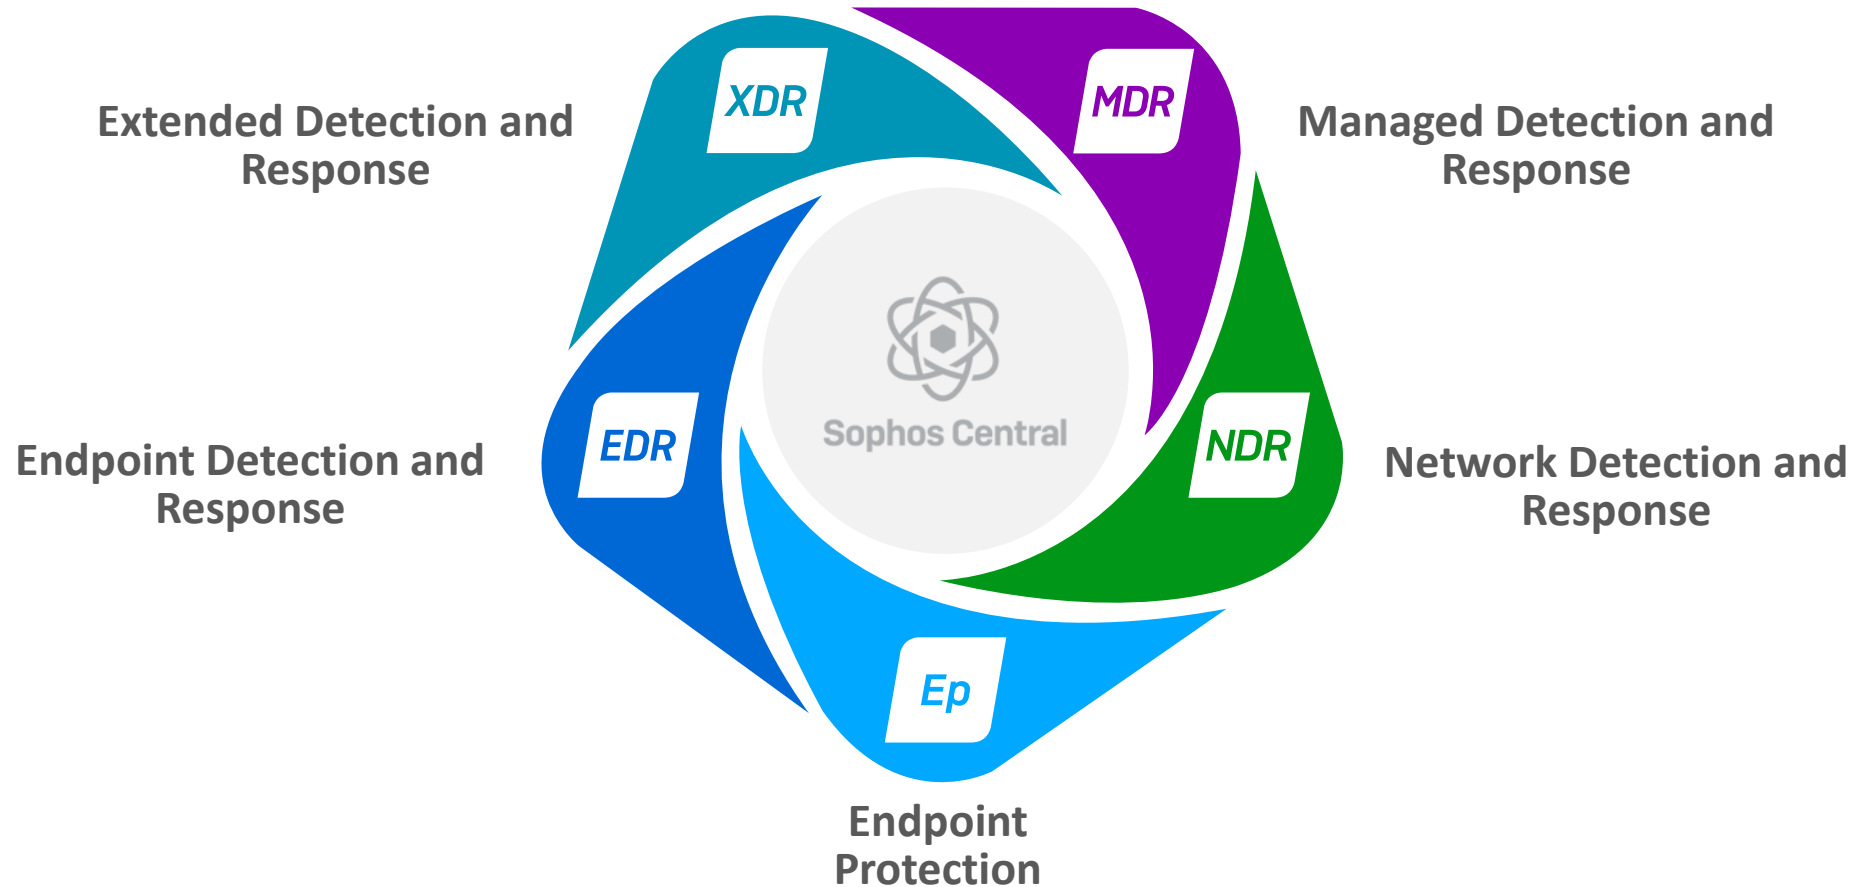 XDR
MDR
Extended Detection and
Response
Managed Detection and
Response
Sophos Central
EDR
NDR
Endpoint Detection and
Response
Network Detection and
Response
Ep
Endpoint
Protection